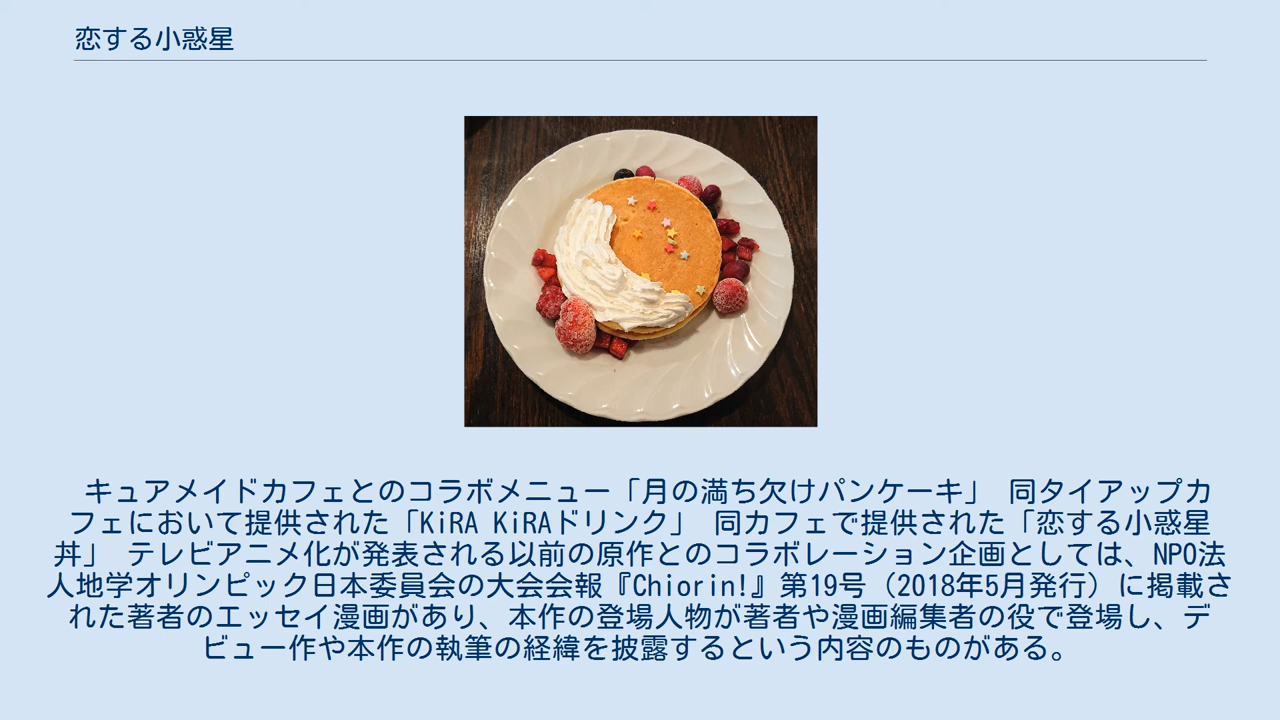 恋する小惑星
キュアメイドカフェとのコラボメニュー「月の満ち欠けパンケーキ」 同タイアップカ
フェにおいて提供された「KiRA KiRAドリンク」 同カフェで提供された「恋する小惑星
丼」 テレビアニメ化が発表される以前の原作とのコラボレーション企画としては、NPO法
人地学オリンピック日本委員会の大会会報『Chiorin!』第19号（2018年5月発行）に掲載さ
れた著者のエッセイ漫画があり、本作の登場人物が著者や漫画編集者の役で登場し、デ
ビュー作や本作の執筆の経緯を披露するという内容のものがある。